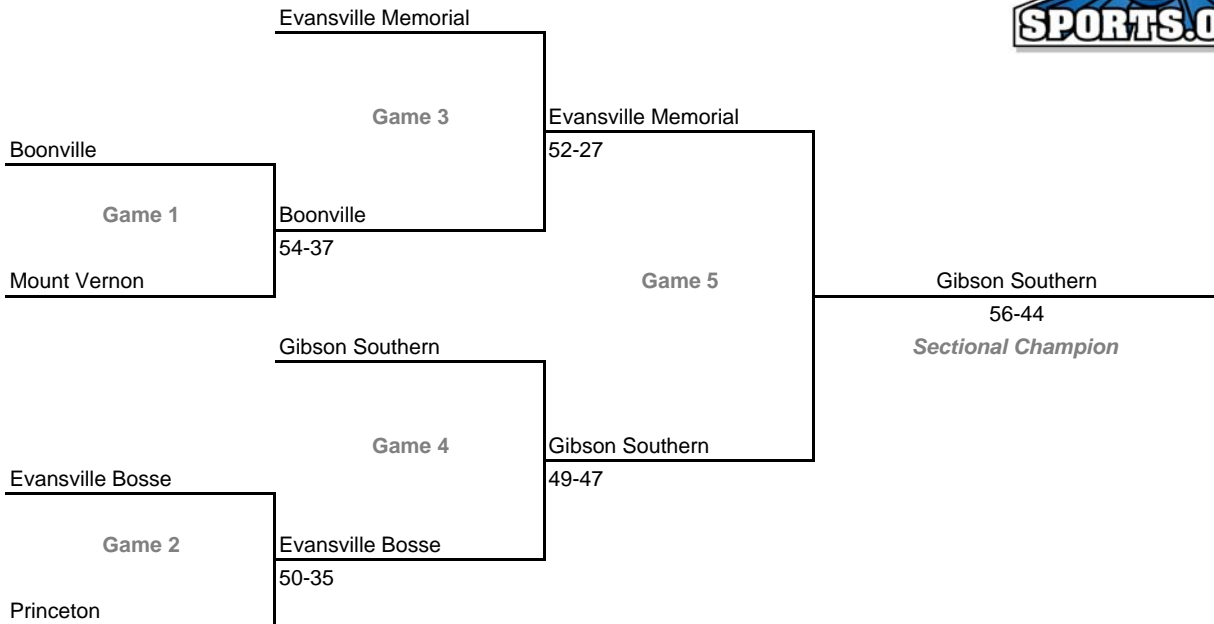 Evansville Memorial
SPORTS.O
Game 3
Evansville Memorial
Boonville
52-27
Game 1
Boonville
54-37
Mount Vernon
Game 5
Gibson Southern
56-44
Gibson Southern
Sectional Champion
Game 4
Gibson Southern
Evansville Bosse
49-47
Game 2
Evansville Bosse
50-35
Princeton